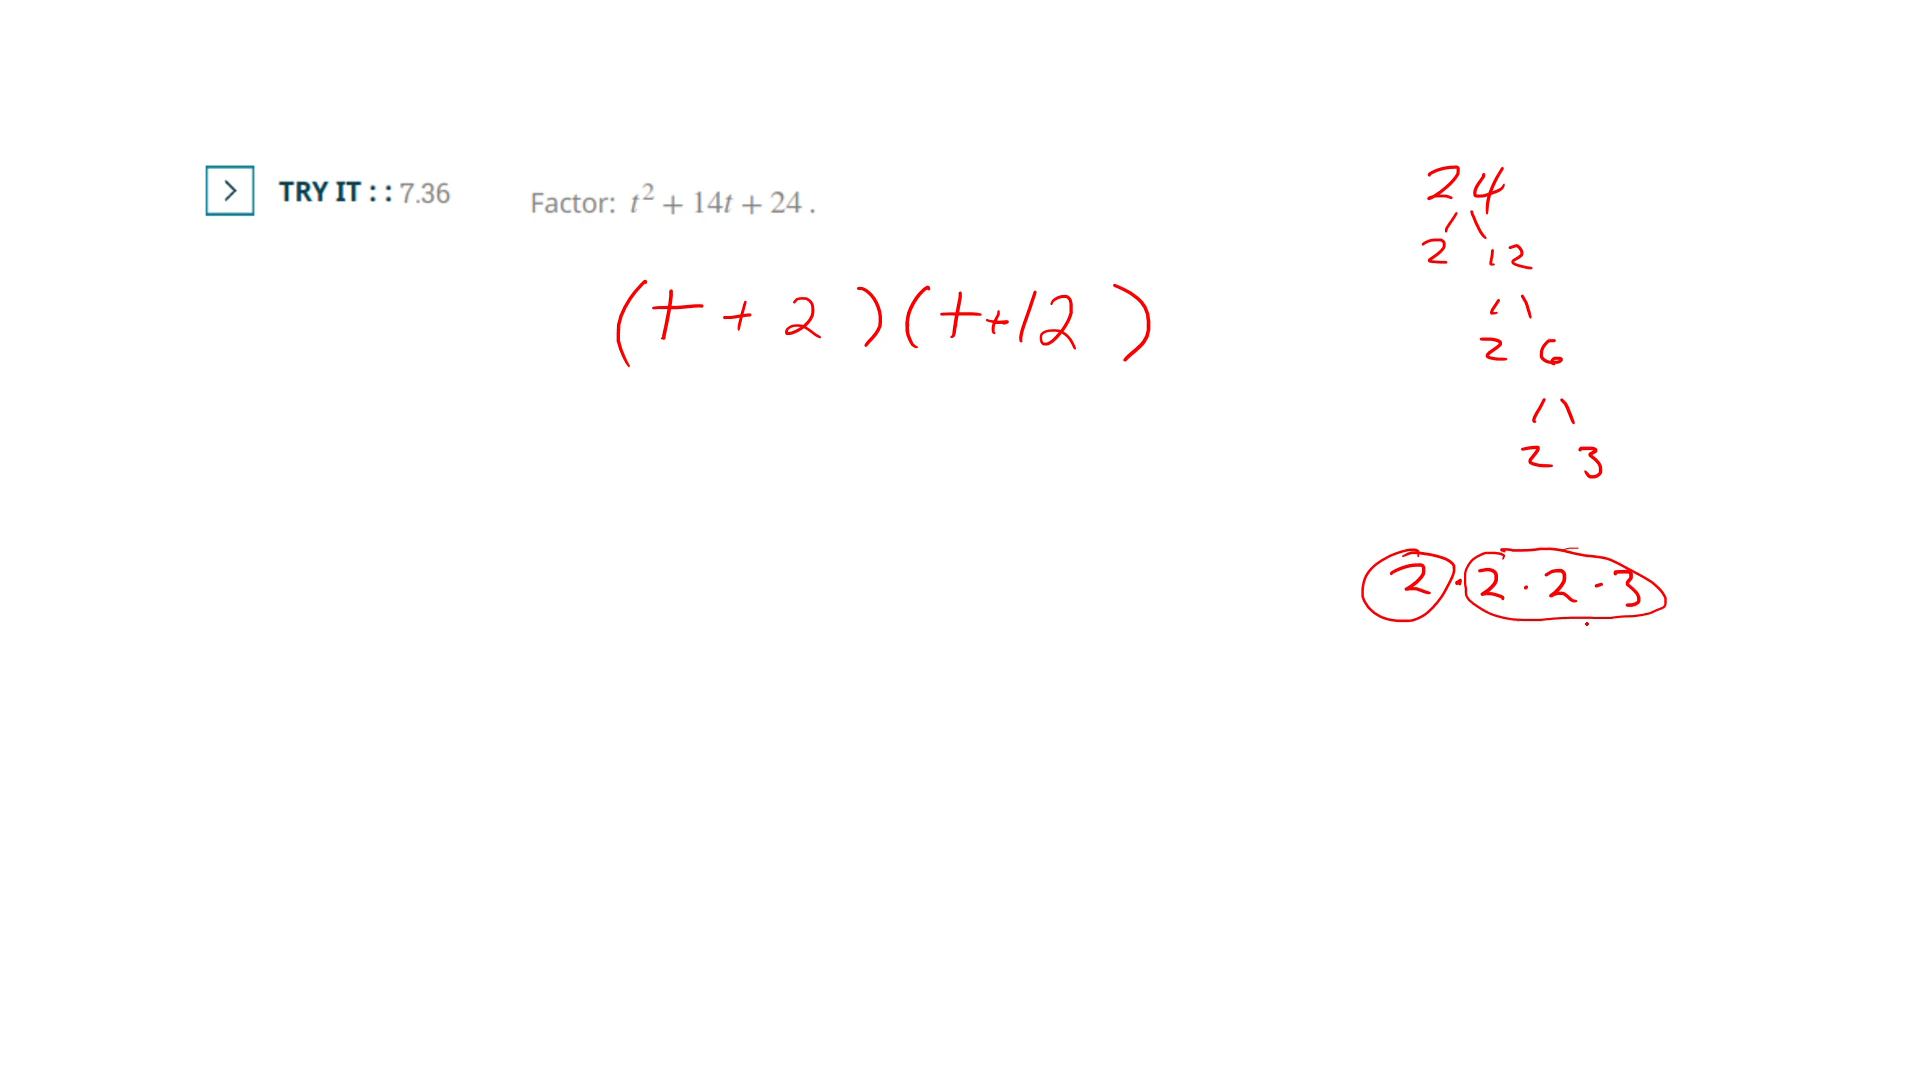 > TRY IT : : 7.36 Factor: t² + 14t + 24 .
(t + 2 )(t+12 )
24
2 12
2 6
2 3
2 · 2 · 2 · 3